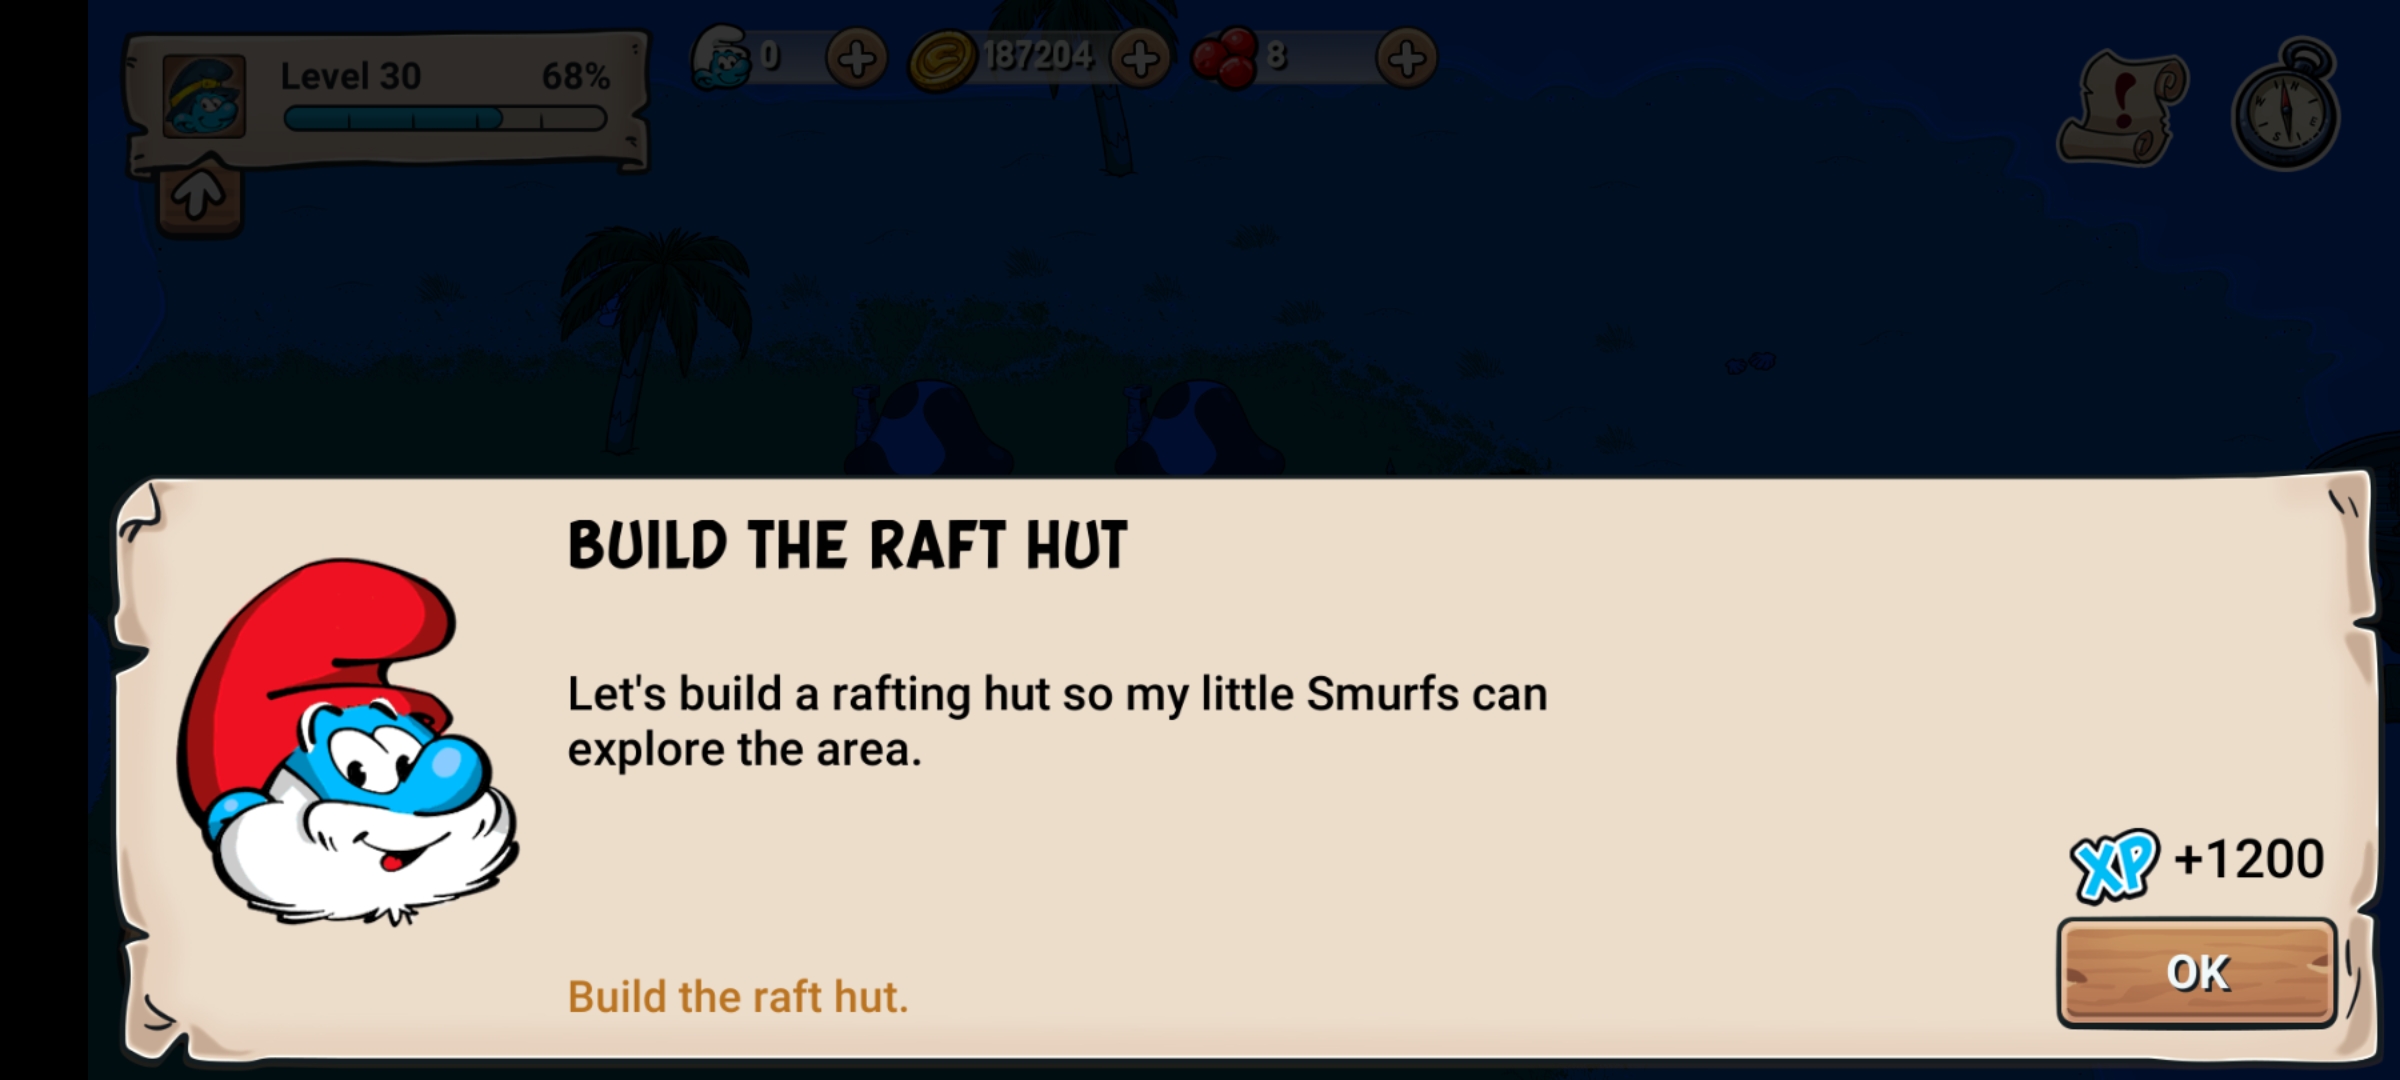 Level 30 68%
0
187204
8
BUILD THE RAFT HUT
Let's build a rafting hut so my little Smurfs can
explore the area.
XP +1200
OK
Build the raft hut.